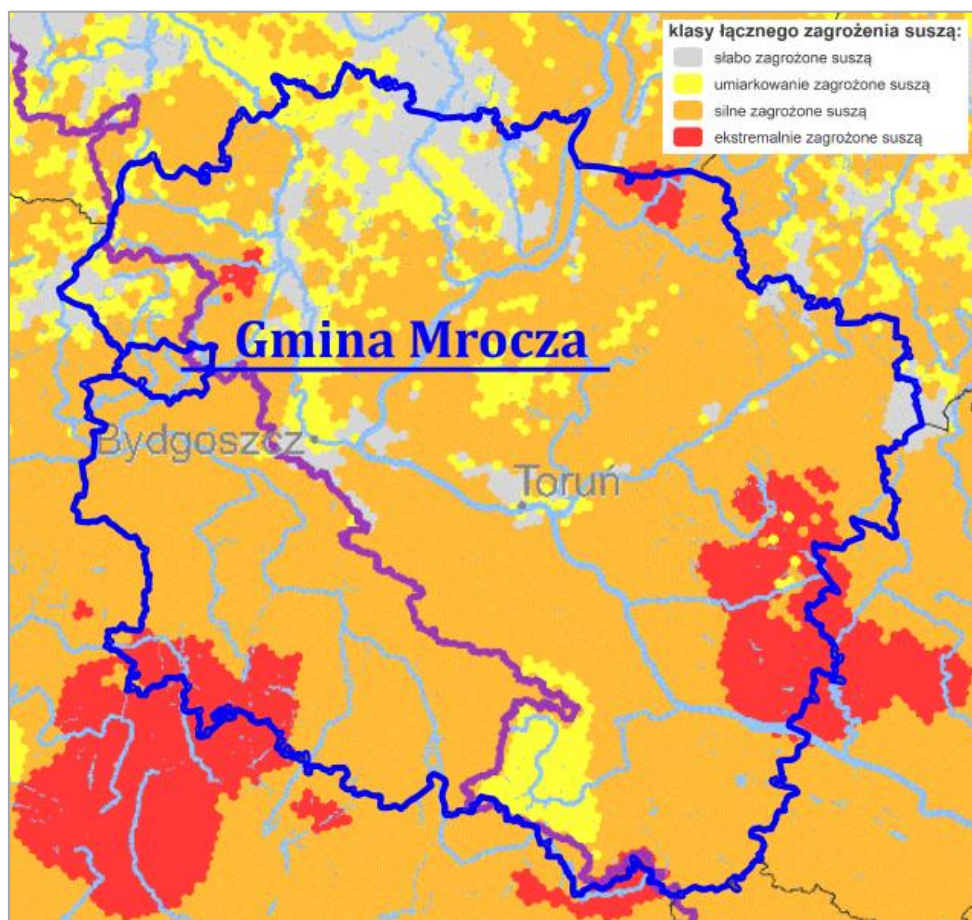 klasy łącznego zagrożenia suszą:
słabo zagrożone suszą
umiarkowanie zagrożone suszą
silne zagrożone suszą
ekstremalnie zagrożone suszą
Gmina Mrocza
Bydgoszcz
Toruń